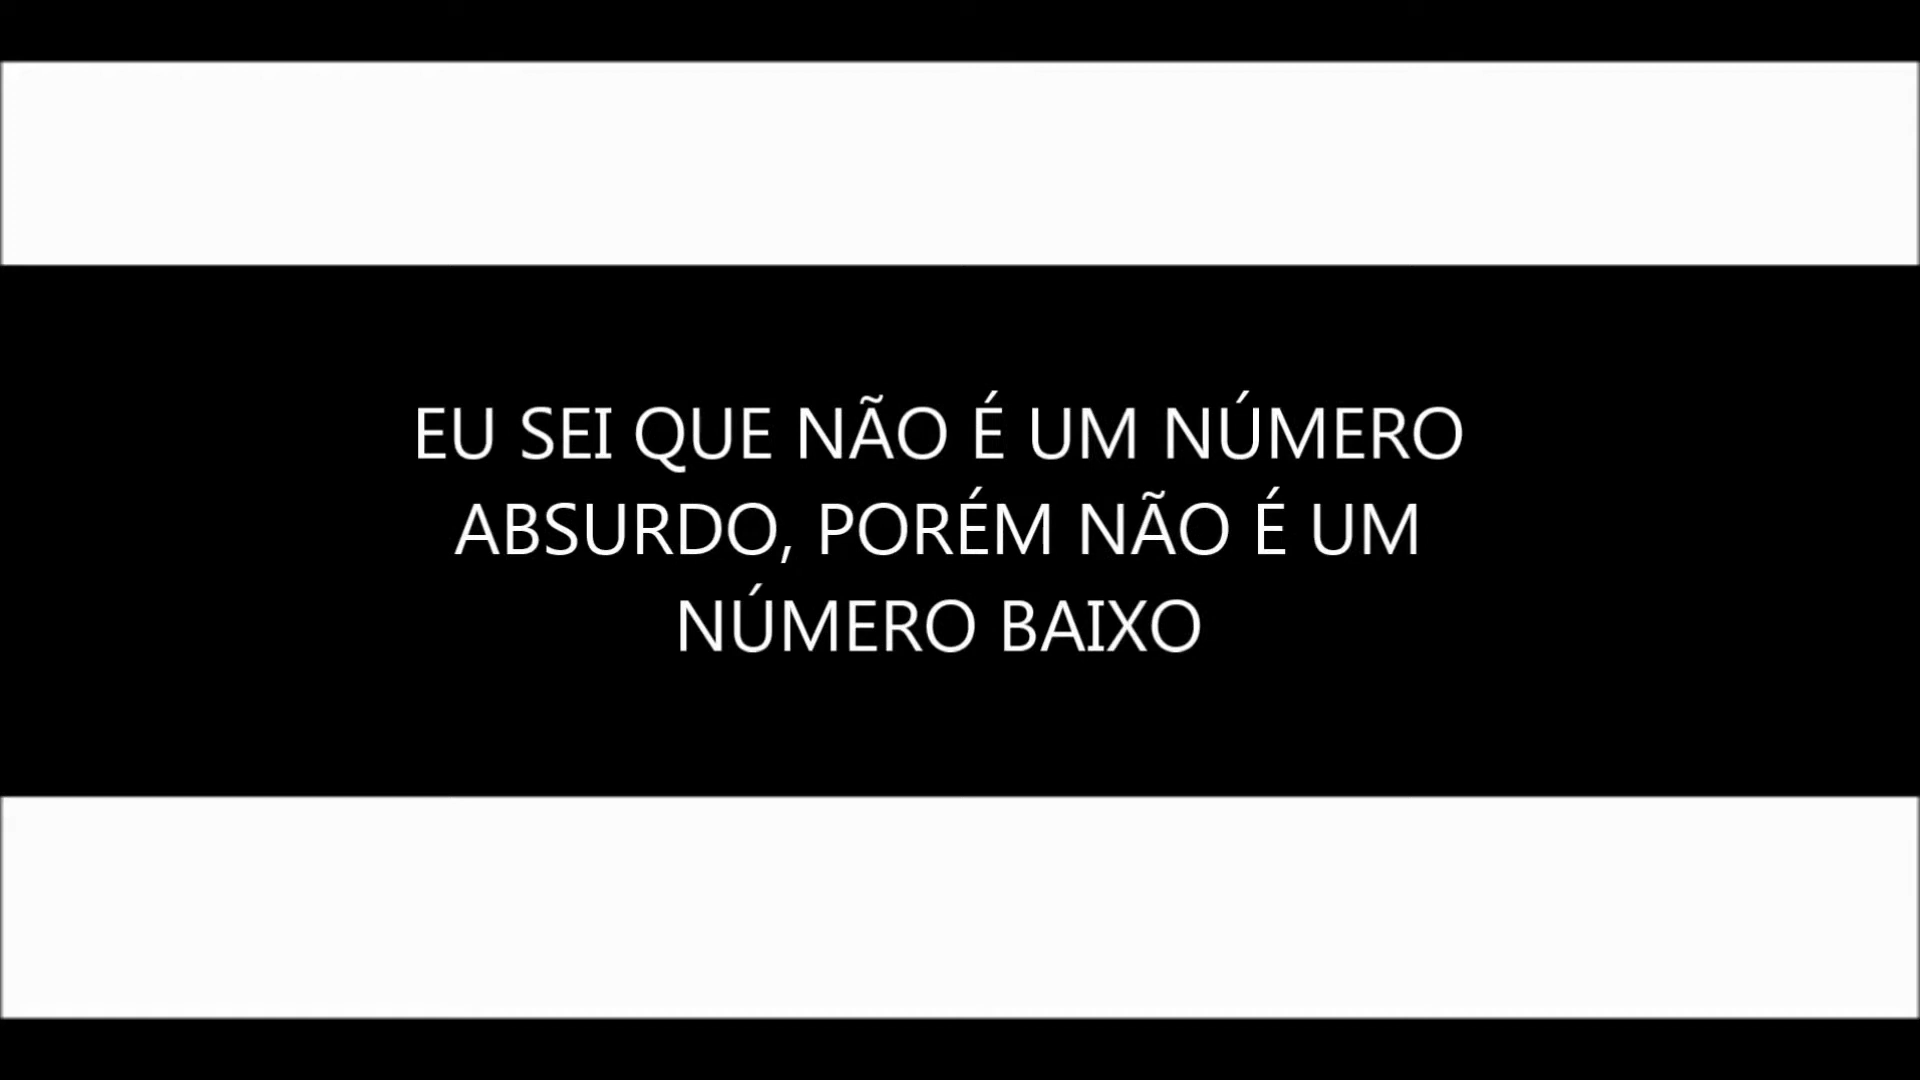 EU SEI QUE NÃO É UM NÚMERO
ABSURDO, PORÉM NÃO É UM
NÚMERO BAIXO